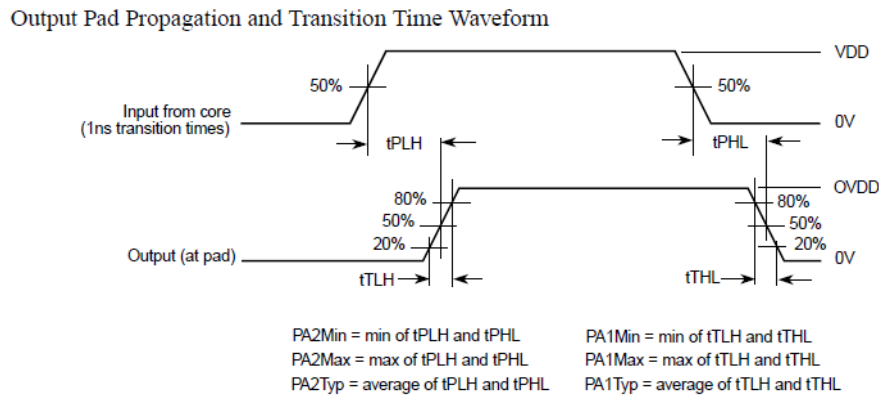 Output Pad Propagation and Transition Time Waveform
VDD
50%
50%
Input from core
(1ns transition times)
0V
tPLH
tPHL
OVDD
80%
80%
50%
50%
20%
20%
Output (at pad)
0V
tTLH
tTHL
PA2Min = min of tPLH and tPHL
PA2Max = max of tPLH and tPHL
PA2Typ = average of tPLH and tPHL
PA1Min = min of tTLH and tTHL
PA1Max = max of tTLH and tTHL
PA1Typ = average of tTLH and tTHL